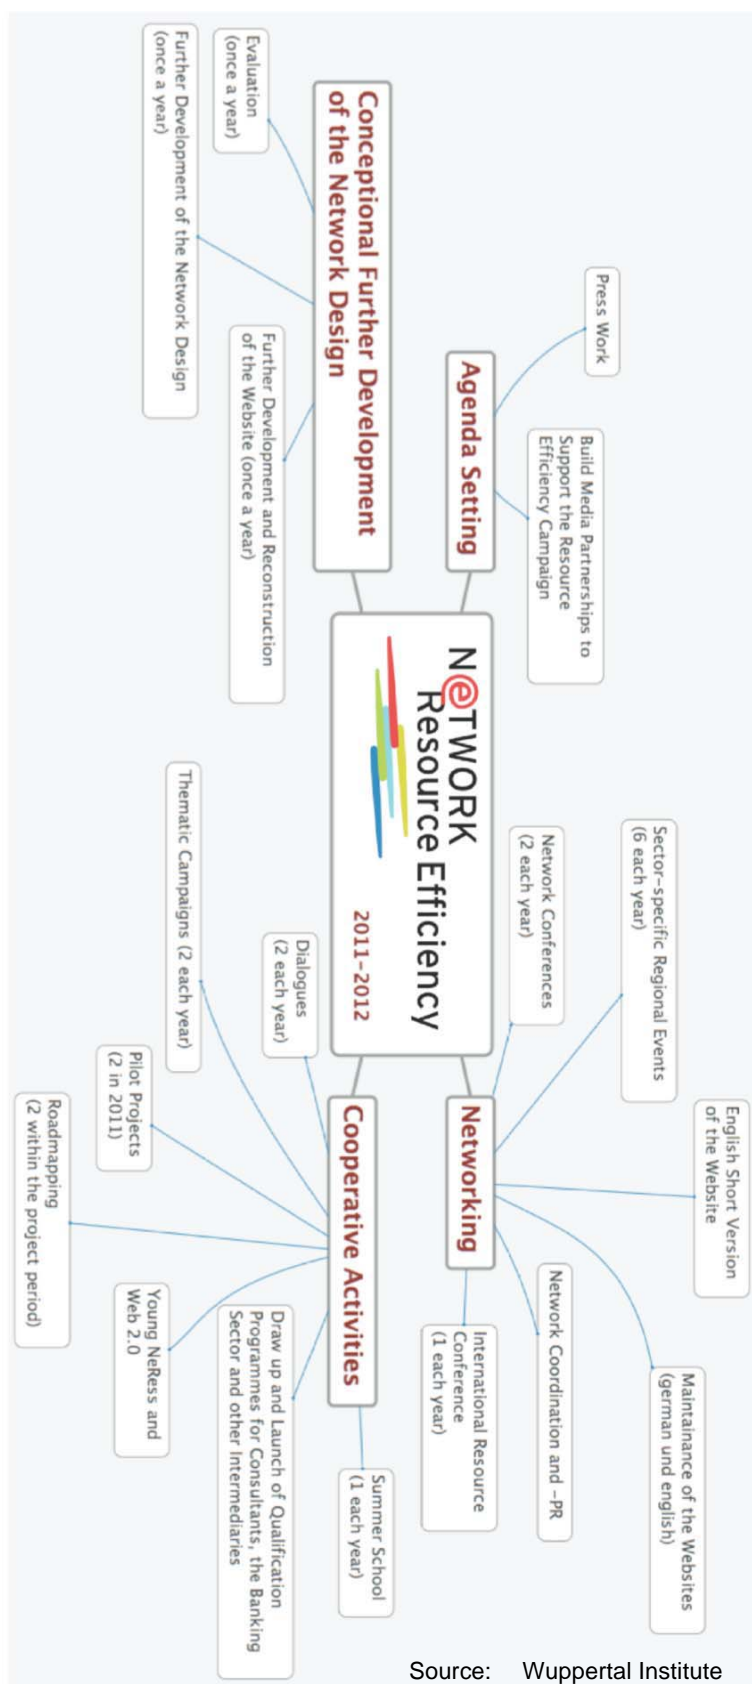 Press Work
Build Media Partnerships to
Support the Resource
Efficiency Campaign
Agenda Setting
Conceptional Further Development
of the Network Design
Evaluation
(once a year)
Further Development of the Network Design
(once a year)
Further Development and Reconstruction
of the Website (once a year)
N@TWORK
Resource Efficiency
2011-2012
English Short Version
of the Website
Sector-specific Regional Events
(6 each year)
Network Conferences
(2 each year)
Maintainance of the Websites
(german und english)
Network Coordination and -PR
Networking
International Resource
Conference
(1 each year)
Cooperative Activities
Summer School
(1 each year)
Dialogues
(2 each year)
Thematic Campaigns (2 each year)
Pilot Projects
(2 in 2011)
Roadmapping
(2 within the project period)
Young NeRess and
Web 2.0
Draw up and Launch of Qualification
Programmes for Consultants, the Banking
Sector and other Intermediaries
Source: Wuppertal Institute